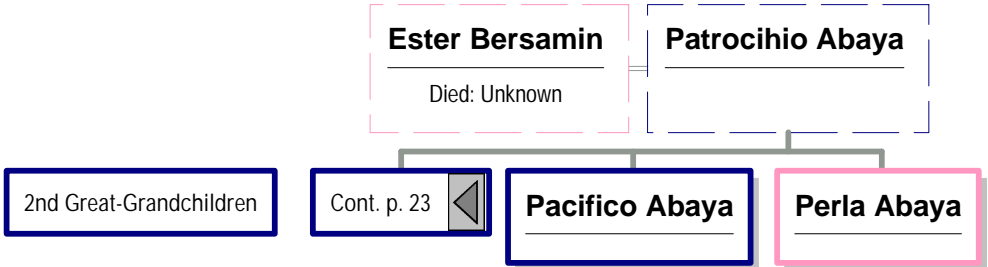 Ester Bersamin
Died: Unknown
Patrocihio Abaya
2nd Great-Grandchildren
Cont. p. 23
Pacifico Abaya
Perla Abaya